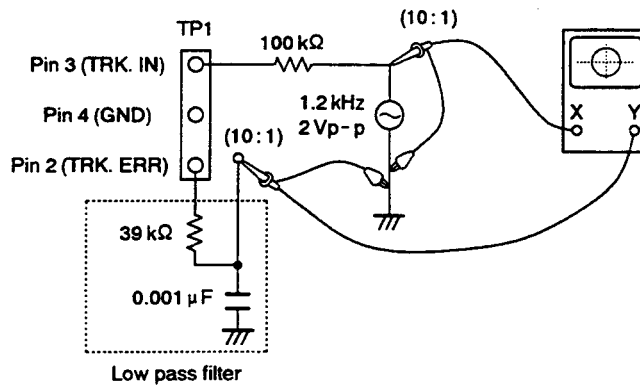 TP1
(10 : 1)
Pin 3 (TRK. IN)
100 kΩ
Pin 4 (GND)
1.2 kHz
2 Vp-p
X
Y
(10 : 1)
Pin 2 (TRK. ERR)
39 kΩ
0.001 μF
Low pass filter